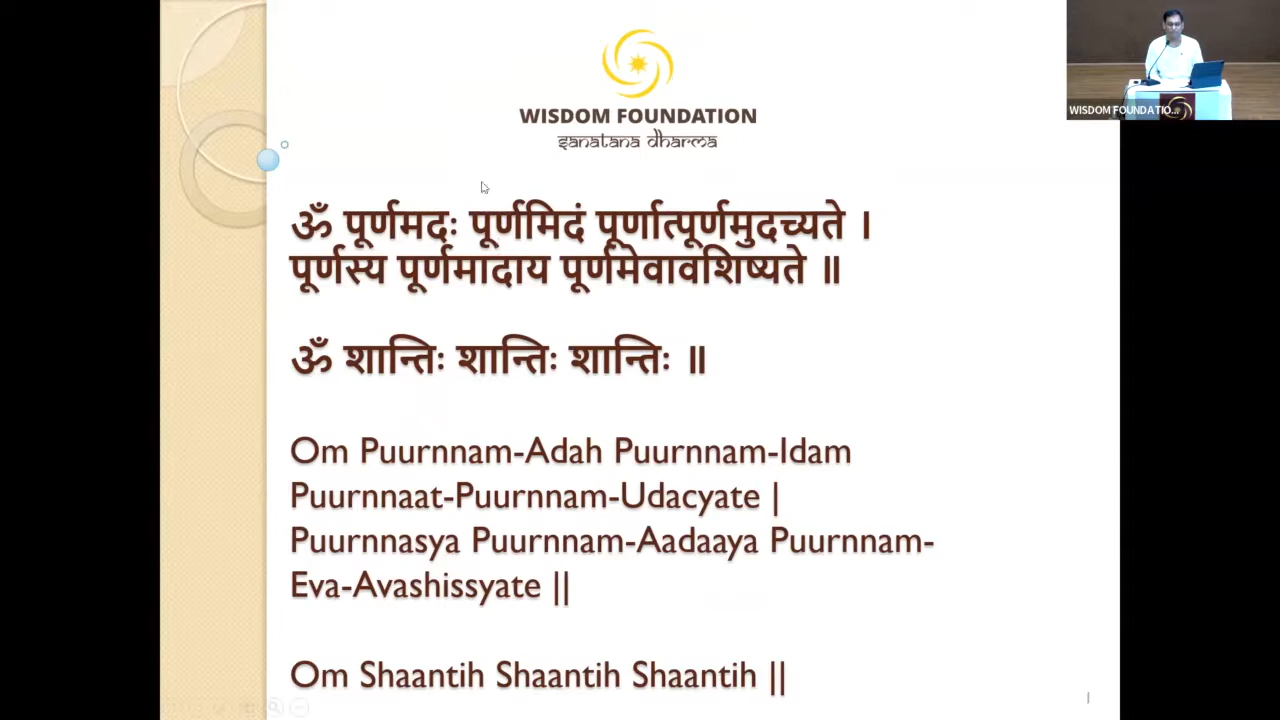 WISDOM FOUNDATION
sanatana dharma
WISDOM FOUNDATIO...
ॐ पूर्णमदः पूर्णमिदं पूर्णात्पूर्णमुदच्यते ।
पूर्णस्य पूर्णमादाय पूर्णमेवावशिष्यते ॥
ॐ शान्तिः शान्तिः शान्तिः ॥
Om Puurnnam-Adah Puurnnam-Idam
Puurnnaat-Puurnnam-Udacyate |
Puurnnasya Puurnnam-Aadaaya Puurnnam-
Eva-Avashissyate ||
Om Shaantih Shaantih Shaantih ||
1